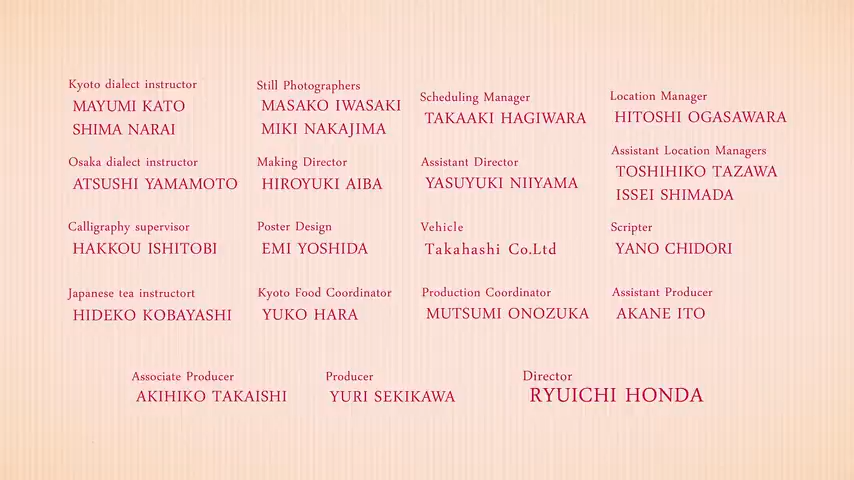 Kyoto dialect instructor
MAYUMI KATO
SHIMA NARAI
Still Photographers
MASAKO IWASAKI
MIKI NAKAJIMA
Scheduling Manager
TAKAAKI HAGIWARA
Location Manager
HITOSHI OGASAWARA
Osaka dialect instructor
ATSUSHI YAMAMOTO
Making Director
HIROYUKI AIBA
Assistant Director
YASUYUKI NIIYAMA
Assistant Location Managers
TOSHIHIKO TAZAWA
ISSEI SHIMADA
Calligraphy supervisor
HAKKOU ISHITOBI
Poster Design
EMI YOSHIDA
Vehicle
Takahashi Co.Ltd
Scripter
YANO CHIDORI
Japanese tea instructort
HIDEKO KOBAYASHI
Kyoto Food Coordinator
YUKO HARA
Production Coordinator
MUTSUMI ONOZUKA
Assistant Producer
AKANE ITO
Associate Producer
AKIHIKO TAKAISHI
Producer
YURI SEKIKAWA
Director
RYUICHI HONDA